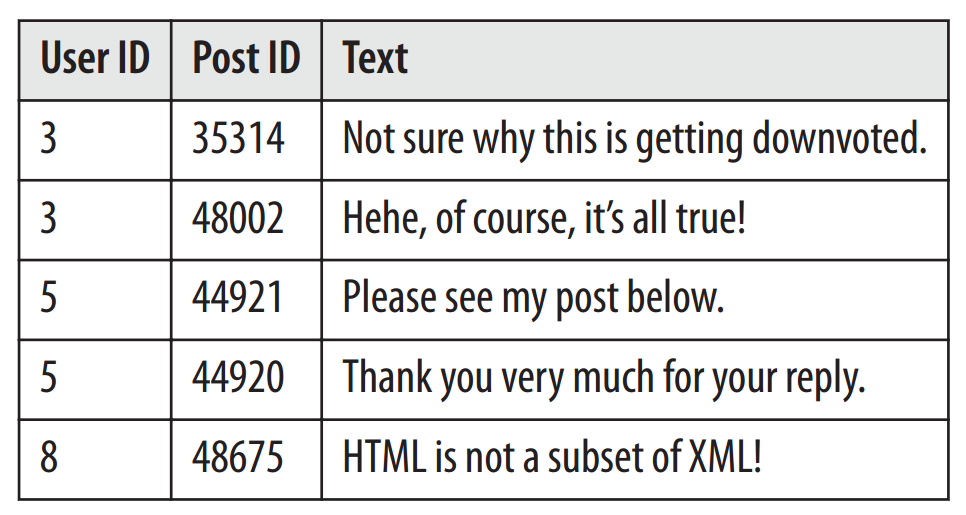 User ID Post ID Text
3 35314 Not sure why this is getting downvoted.
3 48002 Hehe, of course, it’s all true!
5 44921 Please see my post below.
5 44920 Thank you very much for your reply.
8 48675 HTML is not a subset of XML!